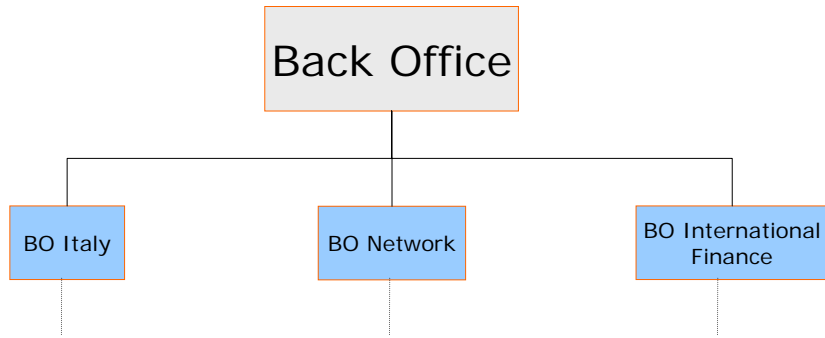 Back Office
BO Italy
BO Network
BO International
Finance